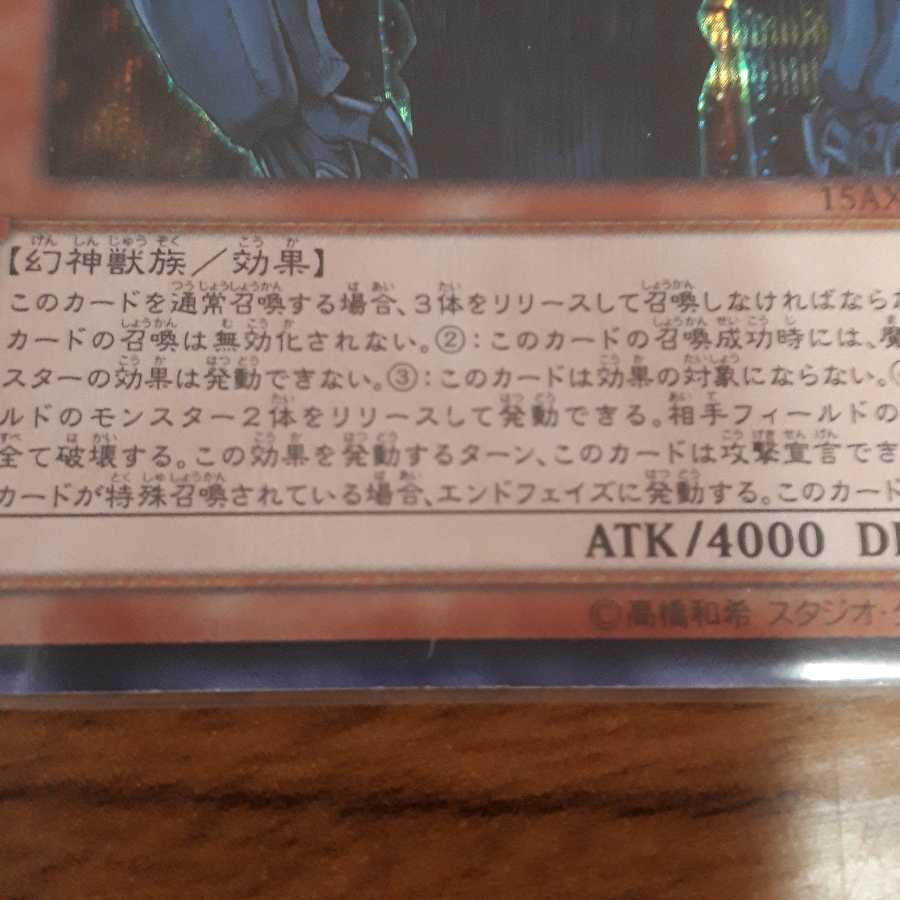 15AX
【幻神獣族／効果】
このカードを通常召喚する場合、3体をリリースして召喚しなければならな
カードの召喚は無効化されない。②：このカードの召喚成功時には、魔
スターの効果は発動できない。③：このカードは効果の対象にならない。
ルドのモンスター2体をリリースして発動できる。相手フィールドの
全て破壊する。この効果を発動するターン、このカードは攻撃宣言でき
カードが特殊召喚されている場合、エンドフェイズに発動する。このカード
ATK/4000 DE
©高橋和希 スタジオ・